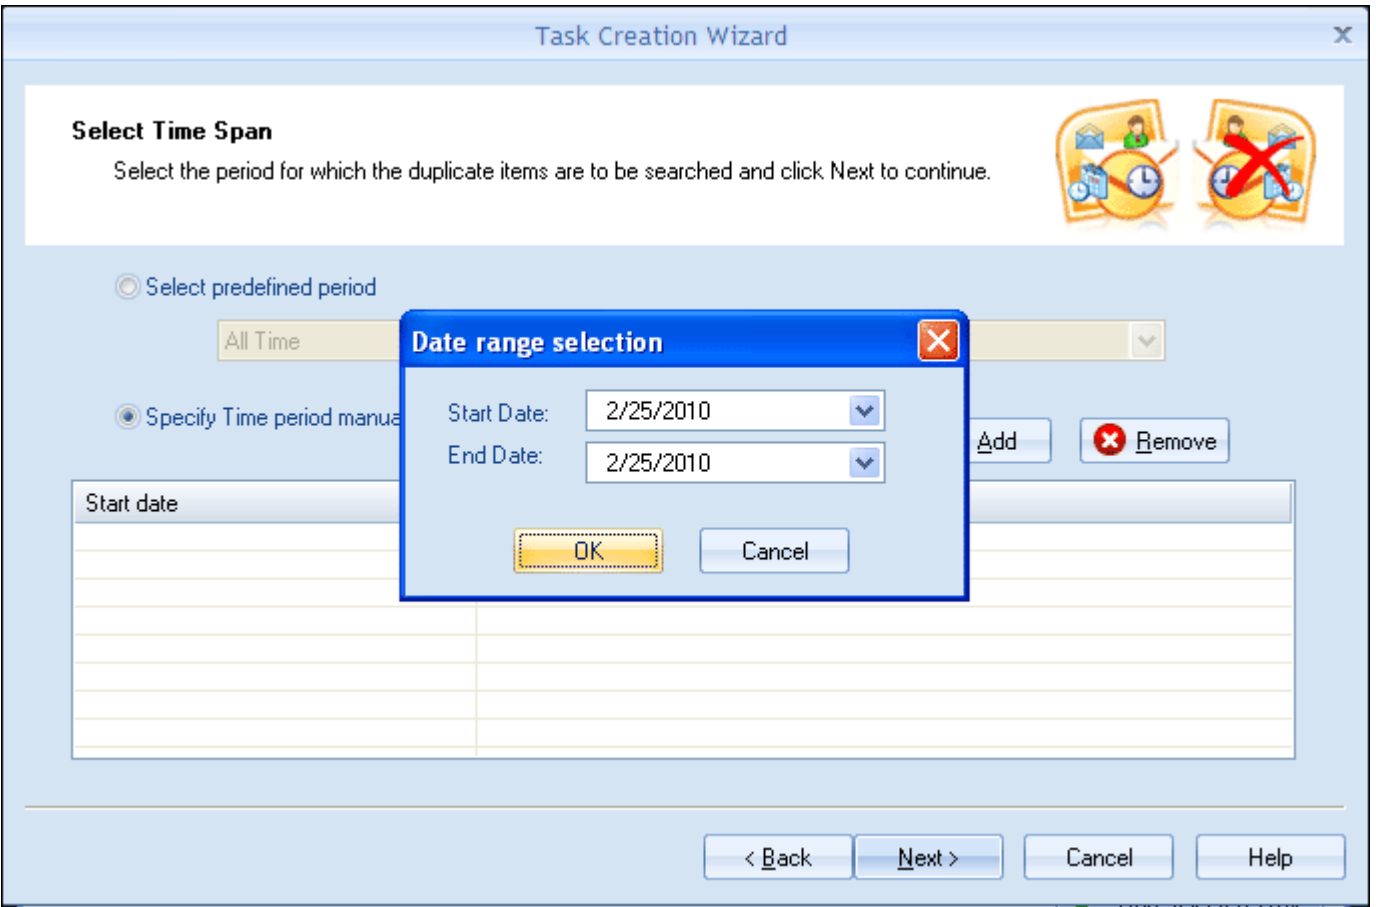 Task Creation Wizard
Select Time Span
Select the period for which the duplicate items are to be searched and click Next to continue.
Select predefined period
All Time
Date range selection
Start Date: 2/25/2010
End Date: 2/25/2010
OK Cancel
Specify Time period manua
Add Remove
Start date
< Back Next > Cancel Help